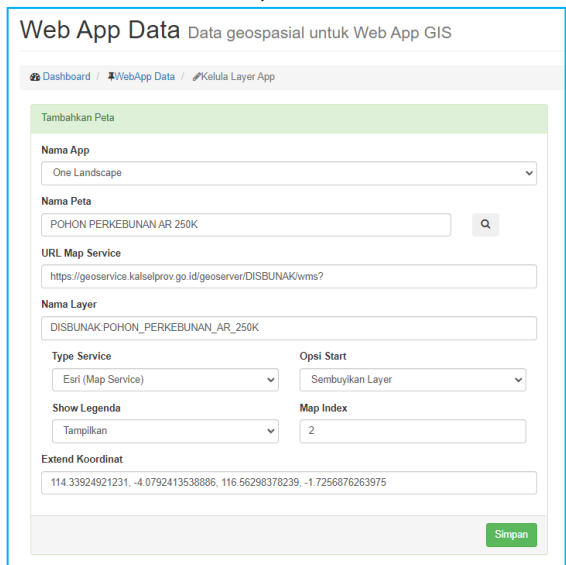 Web App Data Data geospasial untuk Web App GIS
Dashboard / WebApp Data / Kelula Layer App
Tambahkan Peta
Nama App
One Landscape
Nama Peta
POHON PERKEBUNAN AR 250K
URL Map Service
https://geoservice.kalselprov.go.id/geoserver/DISBUNAK/wms?
Nama Layer
DISBUNAK:POHON_PERKEBUNAN_AR_250K
Type Service Opsi Start
Esri (Map Service) Sembuyikan Layer
Show Legenda Map Index
Tampilkan 2
Extend Koordinat
114.33924921231, -4.0792413538886, 116.56298378239, -1.7256876263975
Simpan